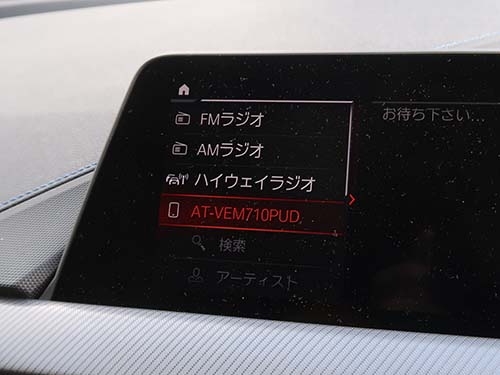 FMラジオ
AMラジオ
ハイウェイラジオ
AT-VEM710PUD
検索
アーティスト
お待ち下さい...